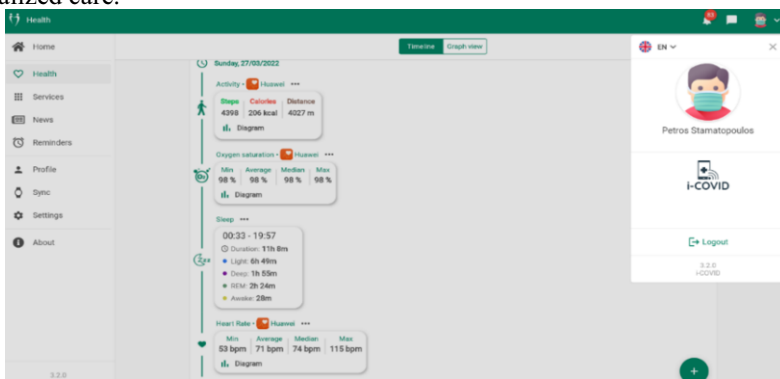 alized care.
Health
Home
Health
Services
News
Reminders
Profile
Sync
Settings
About
3.2.0
Timeline Graph view
Sunday, 27/03/2022
Activity • Huawei •••
Steps Calories Distance
4398 206 kcal 4027 m
Diagram
Oxygen saturation • Huawei •••
Min Average Median Max
98 % 98 % 98 % 98 %
Diagram
Sleep •••
00:33 - 19:57
Duration: 11h 8m
Light: 6h 49m
Deep: 1h 55m
REM: 2h 24m
Awake: 28m
Heart Rate • Huawei •••
Min Average Median Max
53 bpm 71 bpm 74 bpm 115 bpm
Diagram
EN
Petros Stamatopoulos
i-COVID
Logout
3.2.0
i-COVID